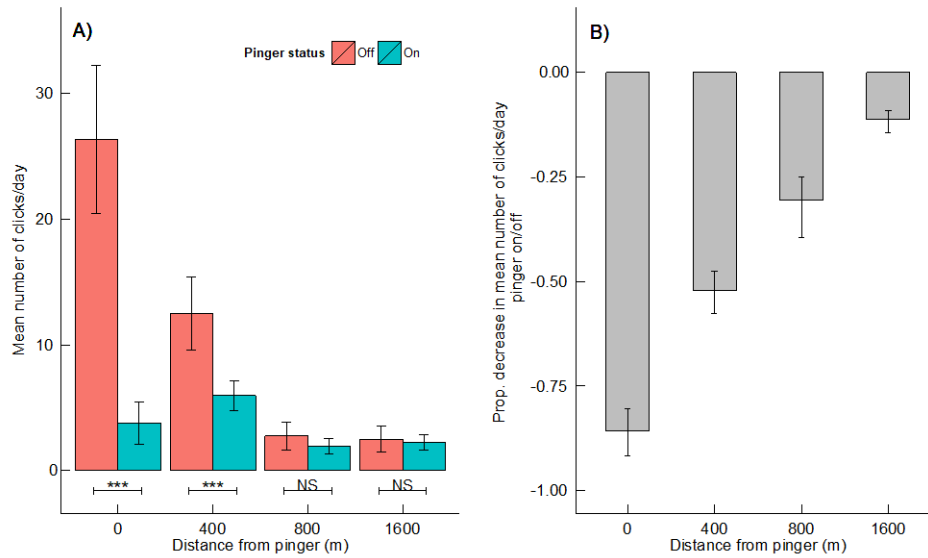 A)
Pinger status Off On
Mean number of clicks/day
30
20
10
0
*** *** NS NS
0 400 800 1600
Distance from pinger (m)
B)
Prop. decrease in mean number of clicks/day
pinger on/off
0.00
-0.25
-0.50
-0.75
-1.00
0 400 800 1600
Distance from pinger (m)